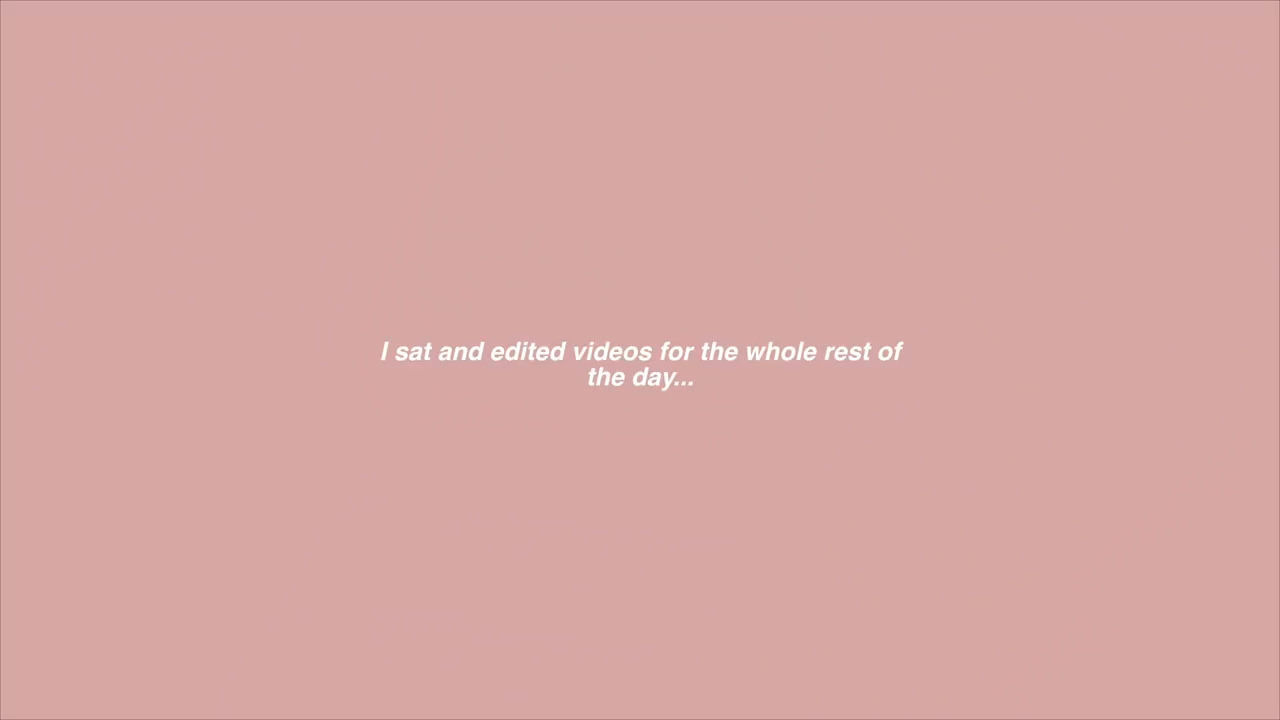 I sat and edited videos for the whole rest of
the day...